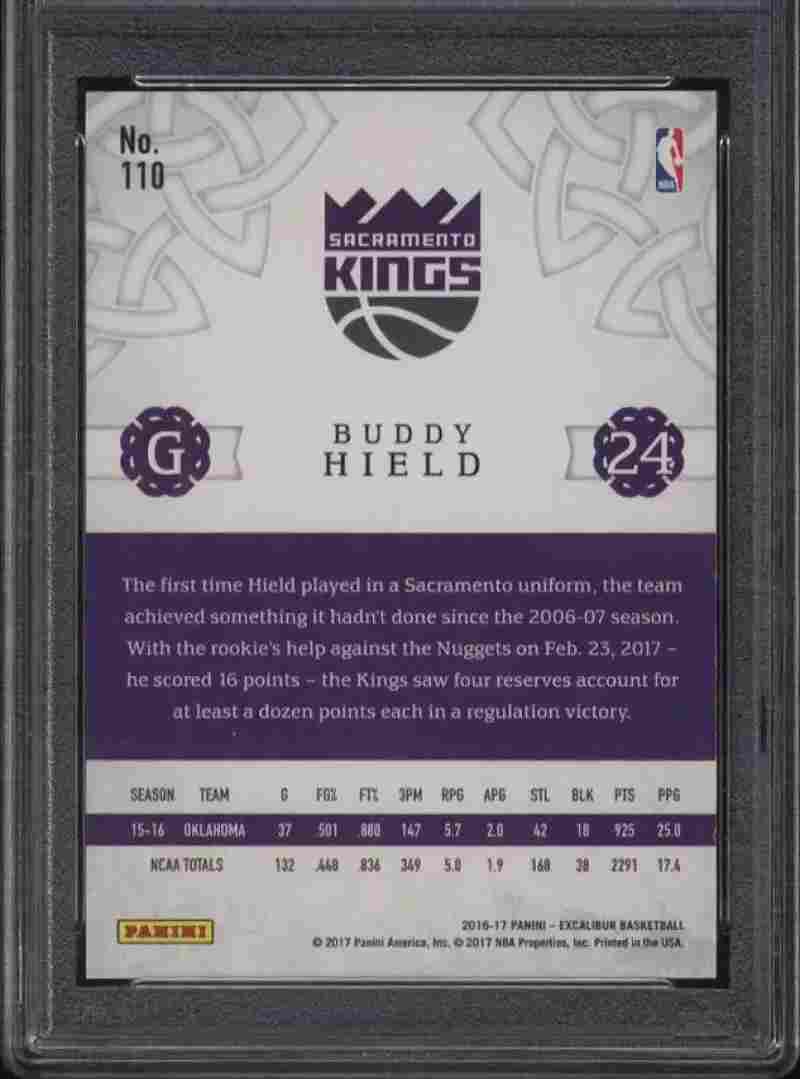 No.
110
NBA
SACRAMENTO
KINGS
G
BUDDY
HIELD
24
The first time Hield played in a Sacramento uniform, the team
achieved something it hadn't done since the 2006-07 season.
With the rookie's help against the Nuggets on Feb. 23, 2017 –
he scored 16 points – the Kings saw four reserves account for
at least a dozen points each in a regulation victory.
SEASON TEAM G FG% FT% 3PM RPG APG STL BLK PTS PPG
15-16 OKLAHOMA 37 .501 .880 147 5.7 2.0 42 18 925 25.0
NCAA TOTALS 132 .448 .836 349 5.0 1.9 168 38 2291 17.4
PANINI
2016-17 PANINI – EXCALIBUR BASKETBALL
© 2017 Panini America, Inc. © 2017 NBA Properties, Inc. Printed in the USA.